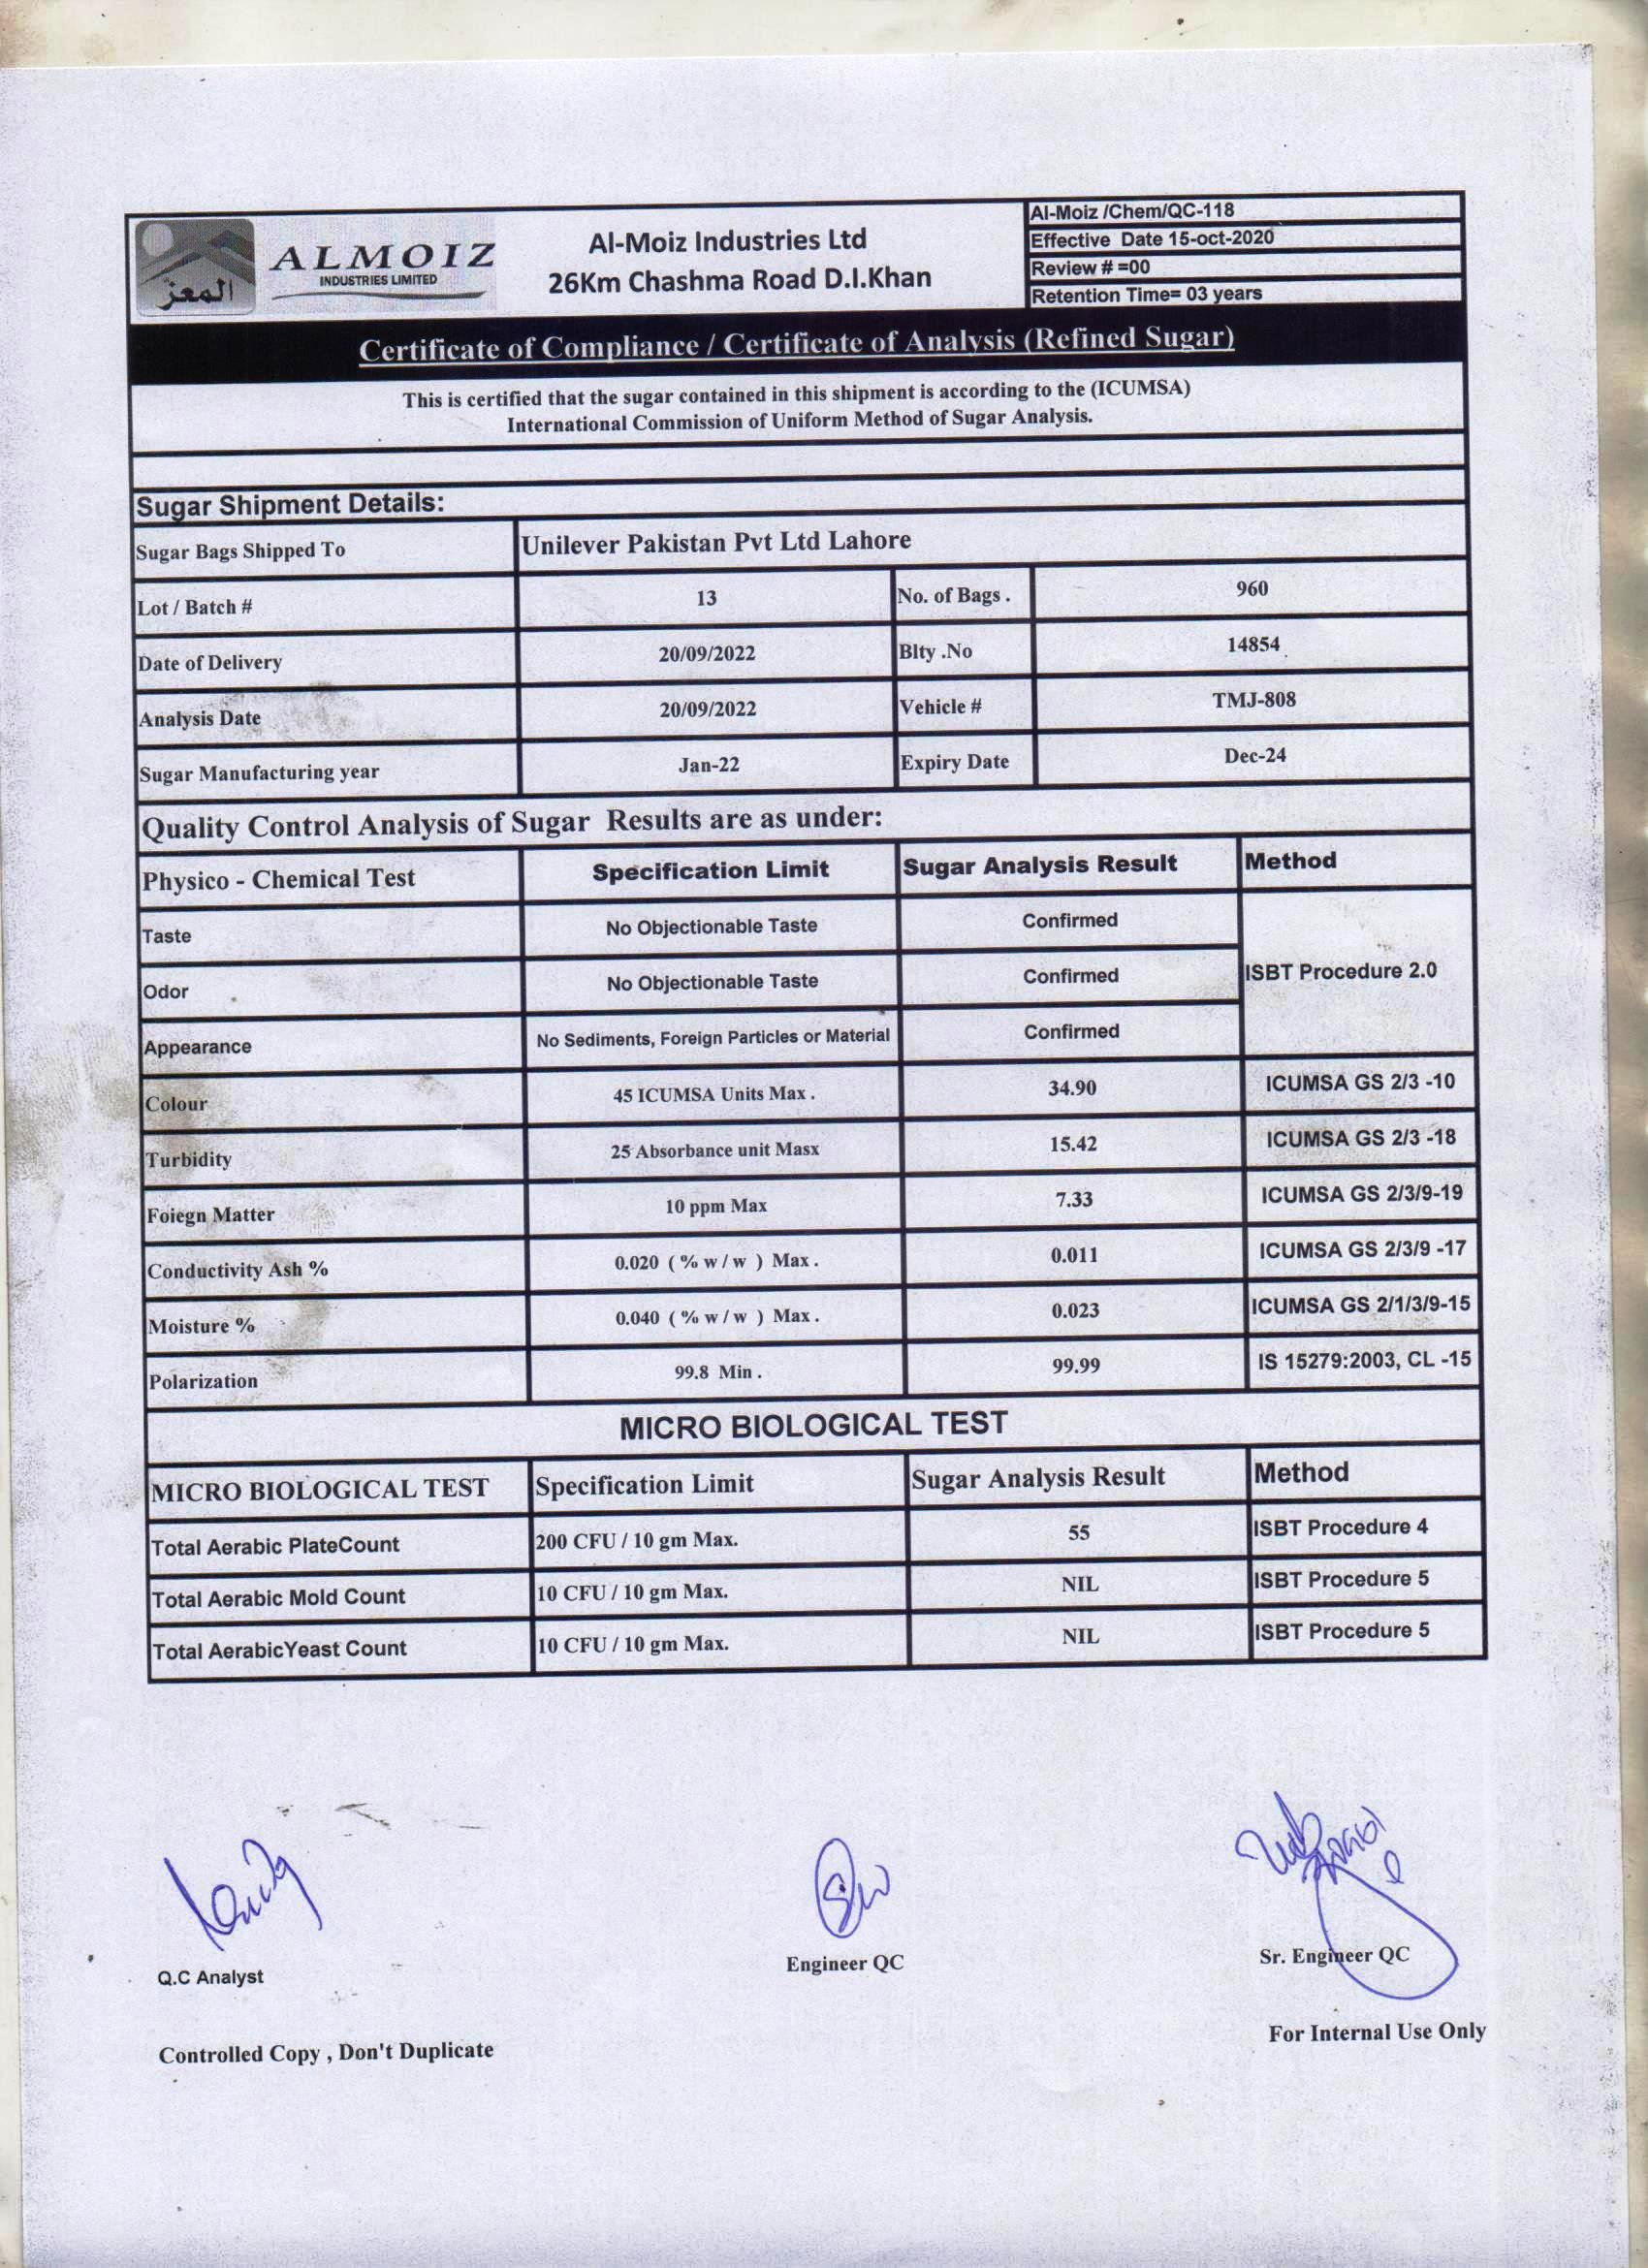 المعز
ALMOIZ
INDUSTRIES LIMITED
Al-Moiz Industries Ltd
26Km Chashma Road D.I.Khan
Al-Moiz /Chem/QC-118
Effective Date 15-oct-2020
Review # =00
Retention Time= 03 years
Certificate of Compliance / Certificate of Analysis (Refined Sugar)
This is certified that the sugar contained in this shipment is according to the (ICUMSA)
International Commission of Uniform Method of Sugar Analysis.
Sugar Shipment Details:
Sugar Bags Shipped To Unilever Pakistan Pvt Ltd Lahore
Lot / Batch # 13 No. of Bags . 960
Date of Delivery 20/09/2022 Blty .No 14854
Analysis Date 20/09/2022 Vehicle # TMJ-808
Sugar Manufacturing year Jan-22 Expiry Date Dec-24
Quality Control Analysis of Sugar Results are as under:
Physico - Chemical Test Specification Limit Sugar Analysis Result Method
Taste No Objectionable Taste Confirmed
Odor No Objectionable Taste Confirmed ISBT Procedure 2.0
Appearance No Sediments, Foreign Particles or Material Confirmed
Colour 45 ICUMSA Units Max . 34.90 ICUMSA GS 2/3 -10
Turbidity 25 Absorbance unit Masx 15.42 ICUMSA GS 2/3 -18
Foiegn Matter 10 ppm Max 7.33 ICUMSA GS 2/3/9-19
Conductivity Ash % 0.020 ( % w / w ) Max . 0.011 ICUMSA GS 2/3/9 -17
Moisture % 0.040 ( % w / w ) Max . 0.023 ICUMSA GS 2/1/3/9-15
Polarization 99.8 Min . 99.99 IS 15279:2003, CL -15
MICRO BIOLOGICAL TEST
MICRO BIOLOGICAL TEST Specification Limit Sugar Analysis Result Method
Total Aerabic PlateCount 200 CFU / 10 gm Max. 55 ISBT Procedure 4
Total Aerabic Mold Count 10 CFU / 10 gm Max. NIL ISBT Procedure 5
Total AerabicYeast Count 10 CFU / 10 gm Max. NIL ISBT Procedure 5
Q.C Analyst Engineer QC Sr. Engineer QC
Controlled Copy , Don't Duplicate For Internal Use Only